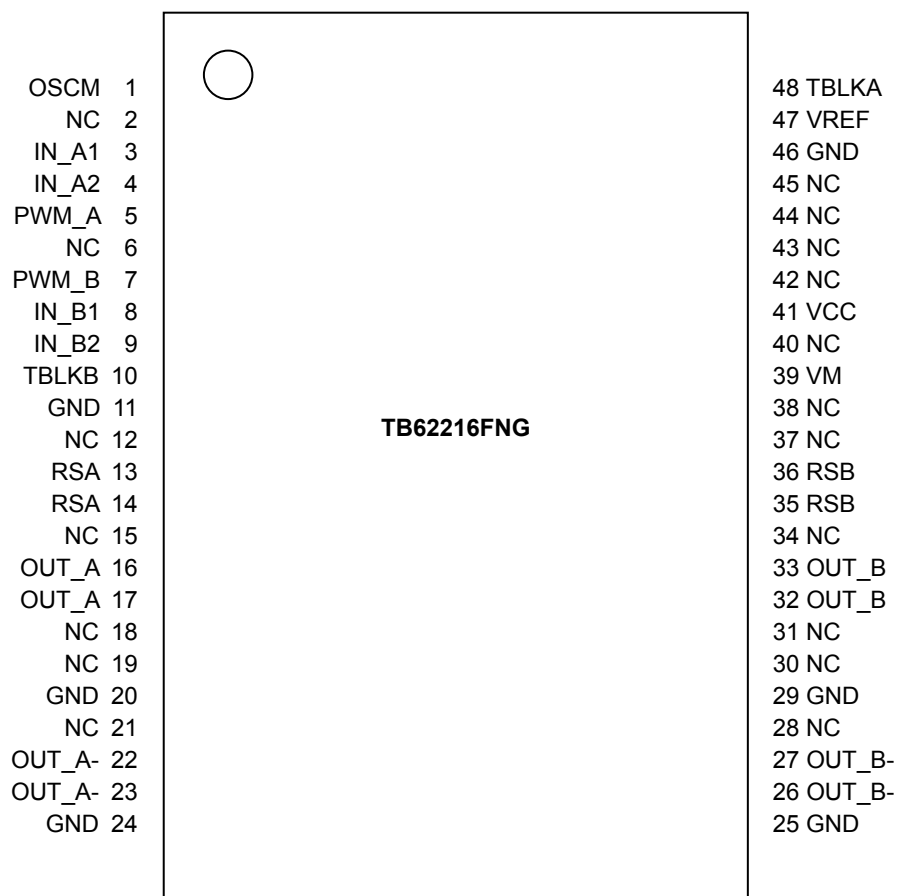 OSCM 1
NC 2
IN_A1 3
IN_A2 4
PWM_A 5
NC 6
PWM_B 7
IN_B1 8
IN_B2 9
TBLKB 10
GND 11
NC 12
RSA 13
RSA 14
NC 15
OUT_A 16
OUT_A 17
NC 18
NC 19
GND 20
NC 21
OUT_A- 22
OUT_A- 23
GND 24
TB62216FNG
48 TBLKA
47 VREF
46 GND
45 NC
44 NC
43 NC
42 NC
41 VCC
40 NC
39 VM
38 NC
37 NC
36 RSB
35 RSB
34 NC
33 OUT_B
32 OUT_B
31 NC
30 NC
29 GND
28 NC
27 OUT_B-
26 OUT_B-
25 GND